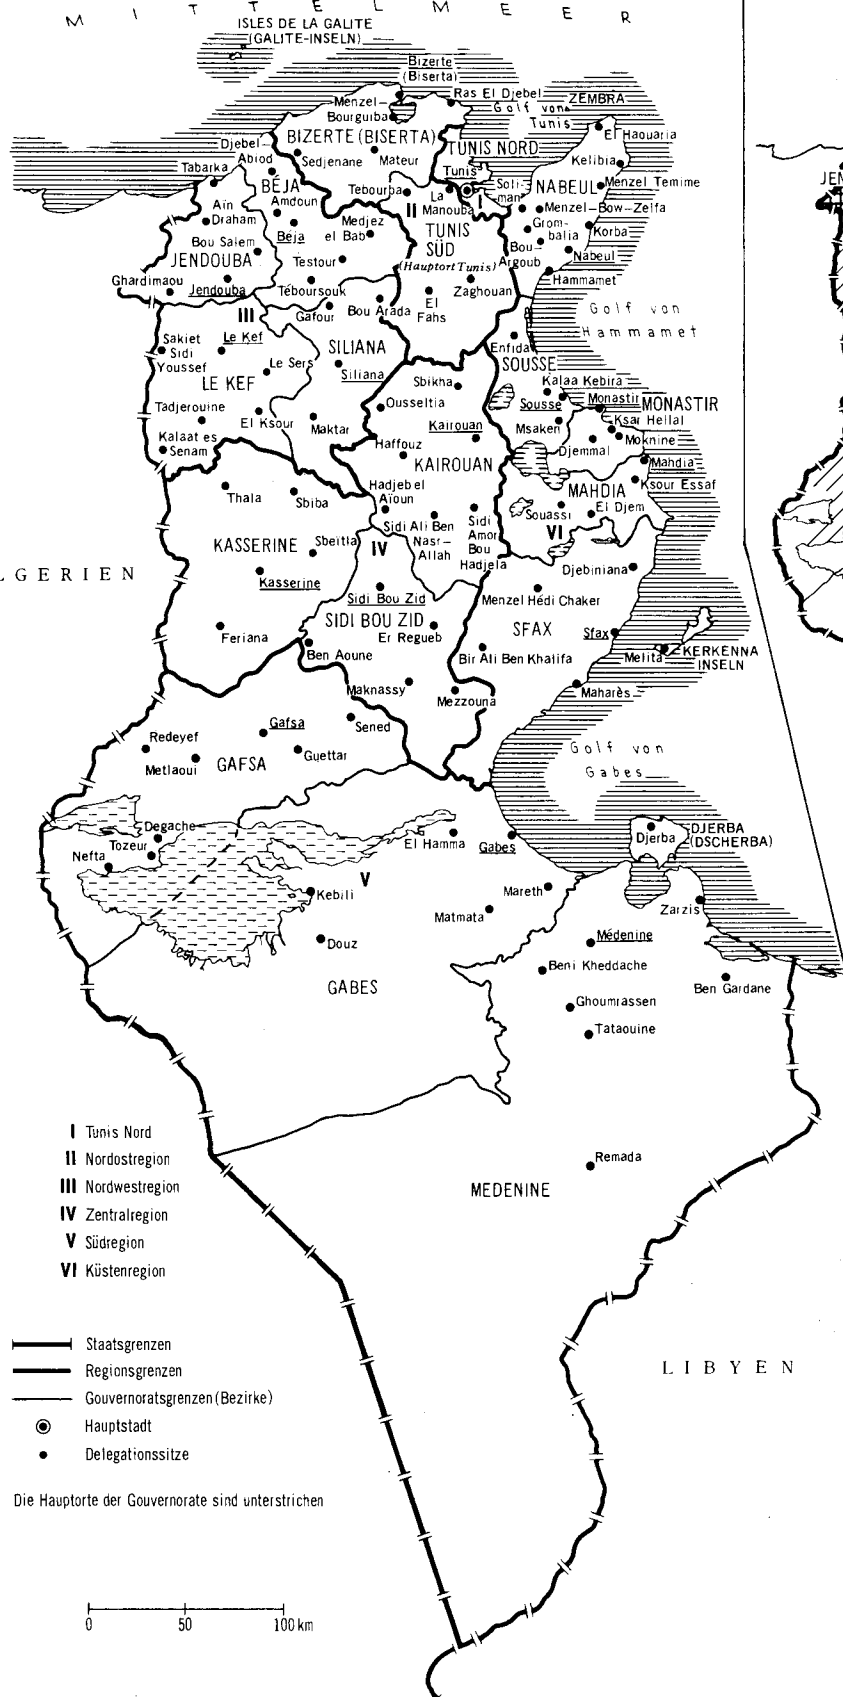 MITTELMEER
ISLES DE LA GALITE
(GALITE-INSELN)
Bizerte
(Biserta)
Ras El Djebel
Golf von
Tunis
ZEMBRA
Menzel-
Bourguiba
El Haouaria
BIZERTE (BISERTA)
TUNIS NORD
Djebel
Abiod
Sedjenane
Mateur
Kelibia
Tabarka
Tunis
BÉJA
Tebourba
La
Manouba
I
Soli-
man
NABEUL
Menzel Temime
Aïn
Draham
Amdoun
II
Menzel-Bow-Zelfa
Medjez
el Bab
TUNIS
SÜD
(Hauptort Tunis)
Grom-
balia
Korba
Béja
Bou Salem
Bou-
Argoub
Nabeul
JENDOUBA
Testour
Hammamet
Ghardimaou
Jendouba
Téboursouk
Zaghouan
El
Fahs
III
Gafour
Bou Arada
Golf von
Hammamet
Sakiet
Sidi
Youssef
Le Kef
SILIANA
Enfida
SOUSSE
Le Sers
Siliana
LE KEF
Sbikha
Kalaa Kebira
Tadjerouine
Ousseltia
Sousse
Monastir
MONASTIR
El Ksour
Maktar
Kairouan
Msaken
Ksar Hellal
Kalaat es
Senam
Haffouz
Moknine
Djemmal
KAIROUAN
Mahdia
Thala
Sbiba
Hadjeb el
Aïoun
MAHDIA
Ksour Essaf
Sidi Ali Ben
Nasr-
Allah
Sidi
Amor
Bou
Hadjela
Souassi
El Djem
KASSERINE
Sbeïtla
IV
VI
ALGERIEN
Kasserine
Djebiniana
Sidi Bou Zid
Menzel Hédi Chaker
SIDI BOU ZID
SFAX
Sfax
Feriana
Er Regueb
Ben Aoune
Bir Ali Ben Khalifa
Melita
KERKENNA
INSELN
Maknassy
Mezzouna
Maharès
Gafsa
Sened
Redeyef
Guettar
Metlaoui
GAFSA
Golf von
Gabes
Degache
Tozeur
El Hamma
Gabes
Djerba
DJERBA
(DSCHERBA)
Nefta
V
Kebili
Mareth
Matmata
Zarzis
Douz
Médenine
Beni Kheddache
GABES
Ghoumrassen
Ben Gardane
Tataouine
Remada
MEDENINE
JEN
I Tunis Nord
II Nordostregion
III Nordwestregion
IV Zentralregion
V Südregion
VI Küstenregion
LIBYEN
Staatsgrenzen
Regionsgrenzen
Gouvernoratsgrenzen (Bezirke)
Hauptstadt
Delegationssitze
Die Hauptorte der Gouvernorate sind unterstrichen
0 50 100 km